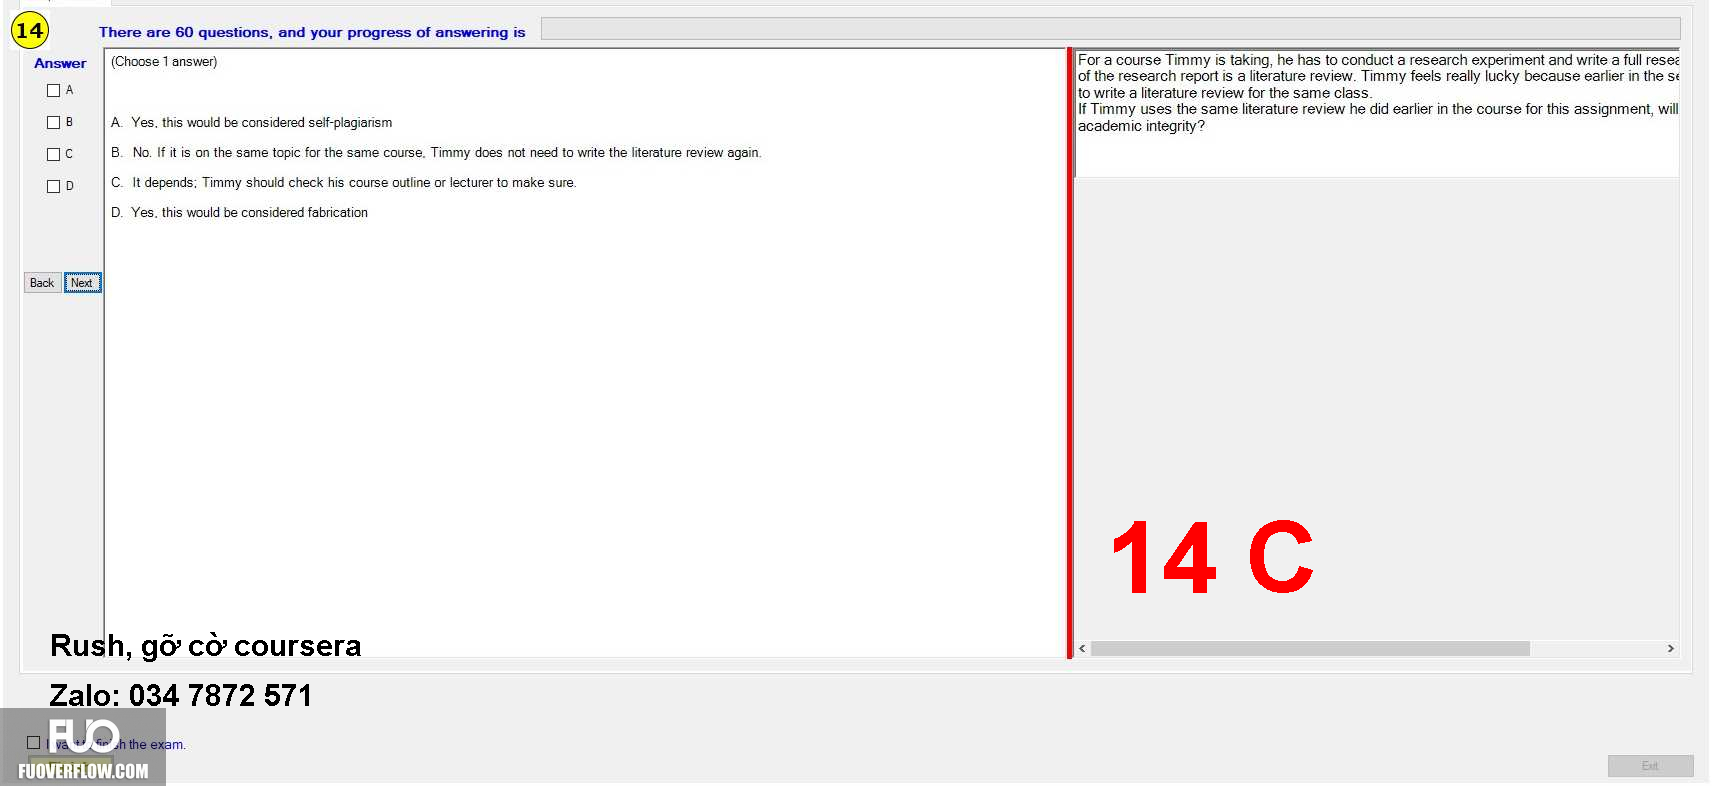 14
There are 60 questions, and your progress of answering is
Answer
A
B
C
D
Back
Next
(Choose 1 answer)
A. Yes, this would be considered self-plagiarism
B. No. If it is on the same topic for the same course, Timmy does not need to write the literature review again.
C. It depends; Timmy should check his course outline or lecturer to make sure.
D. Yes, this would be considered fabrication
For a course Timmy is taking, he has to conduct a research experiment and write a full
of the research report is a literature review. Timmy feels really lucky because earlier in the
to write a literature review for the same class.
If Timmy uses the same literature review he did earlier in the course for this assignment, will
academic integrity?
14 C
Rush, gỡ cờ coursera
Zalo: 034 7872 571
I want to finish the exam.
FUO
FUOVERFLOW.COM
Exit